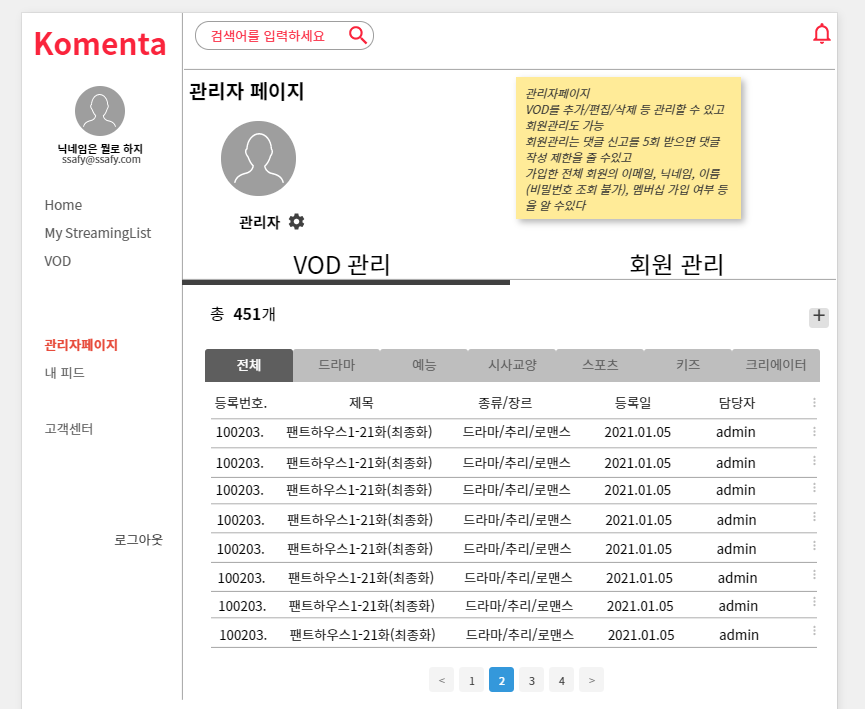 Komenta
검색어를 입력하세요
닉네임은 뭘로 하지
ssafy@ssafy.com
Home
My StreamingList
VOD
관리자페이지
내 피드
고객센터
로그아웃
관리자 페이지
관리자
관리자페이지
VOD를 추가/편집/삭제 등 관리할 수 있고
회원관리도 가능
회원관리는 댓글 신고를 5회 받으면 댓글
작성 제한을 줄 수있고
가입한 전체 회원의 이메일, 닉네임, 이름
(비밀번호 조회 불가), 멤버십 가입 여부 등
을 알 수있다
VOD 관리 회원 관리
총 451개 +
전체 드라마 예능 시사교양 스포츠 키즈 크리에이터
등록번호. 제목 종류/장르 등록일 담당자
100203. 팬트하우스1-21화(최종화) 드라마/추리/로맨스 2021.01.05 admin
100203. 팬트하우스1-21화(최종화) 드라마/추리/로맨스 2021.01.05 admin
100203. 팬트하우스1-21화(최종화) 드라마/추리/로맨스 2021.01.05 admin
100203. 팬트하우스1-21화(최종화) 드라마/추리/로맨스 2021.01.05 admin
100203. 팬트하우스1-21화(최종화) 드라마/추리/로맨스 2021.01.05 admin
100203. 팬트하우스1-21화(최종화) 드라마/추리/로맨스 2021.01.05 admin
100203. 팬트하우스1-21화(최종화) 드라마/추리/로맨스 2021.01.05 admin
100203. 팬트하우스1-21화(최종화) 드라마/추리/로맨스 2021.01.05 admin
< 1 2 3 4 >